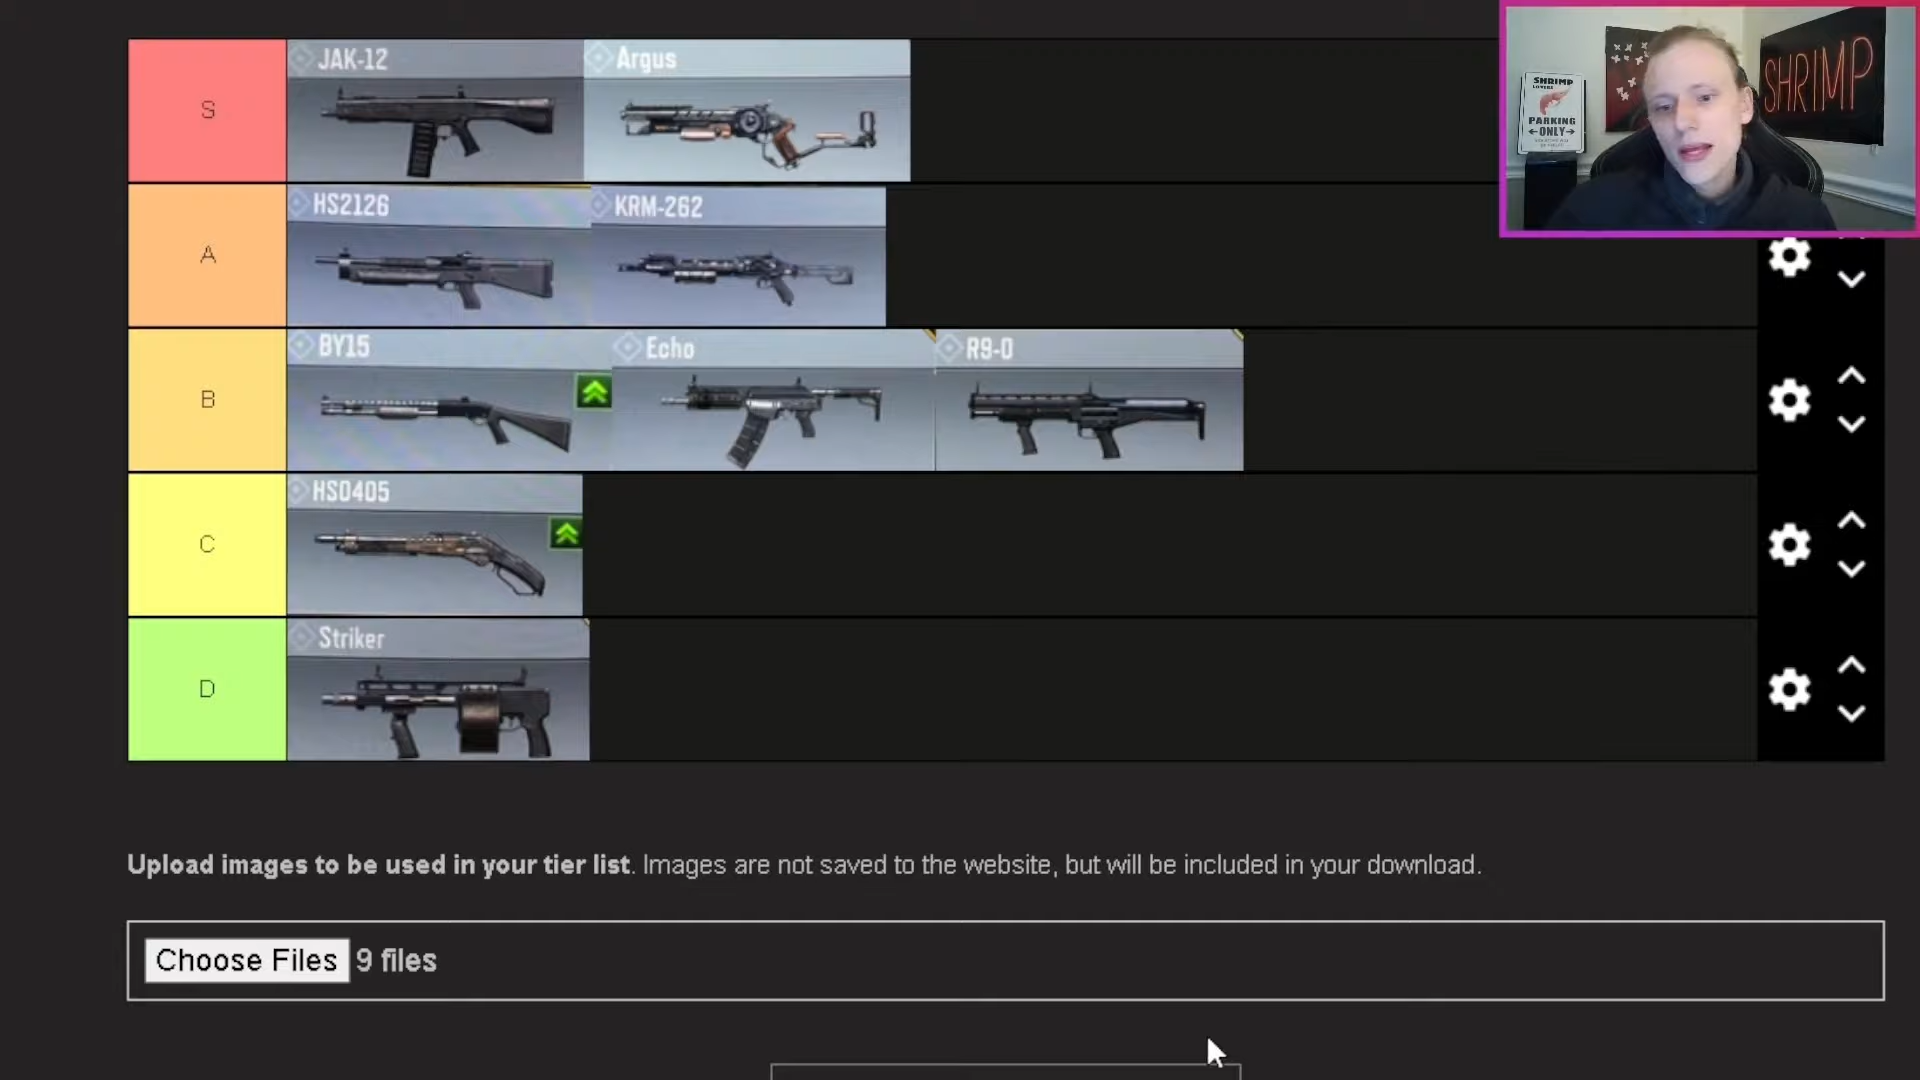 S
JAK-12
Argus
SHRIMP
LOVERS
PARKING
←ONLY→
SHRIMP
A
HS2126
KRM-262
B
BY15
Echo
R9-0
C
HS0405
D
Striker
Upload images to be used in your tier list. Images are not saved to the website, but will be included in your download.
Choose Files 9 files